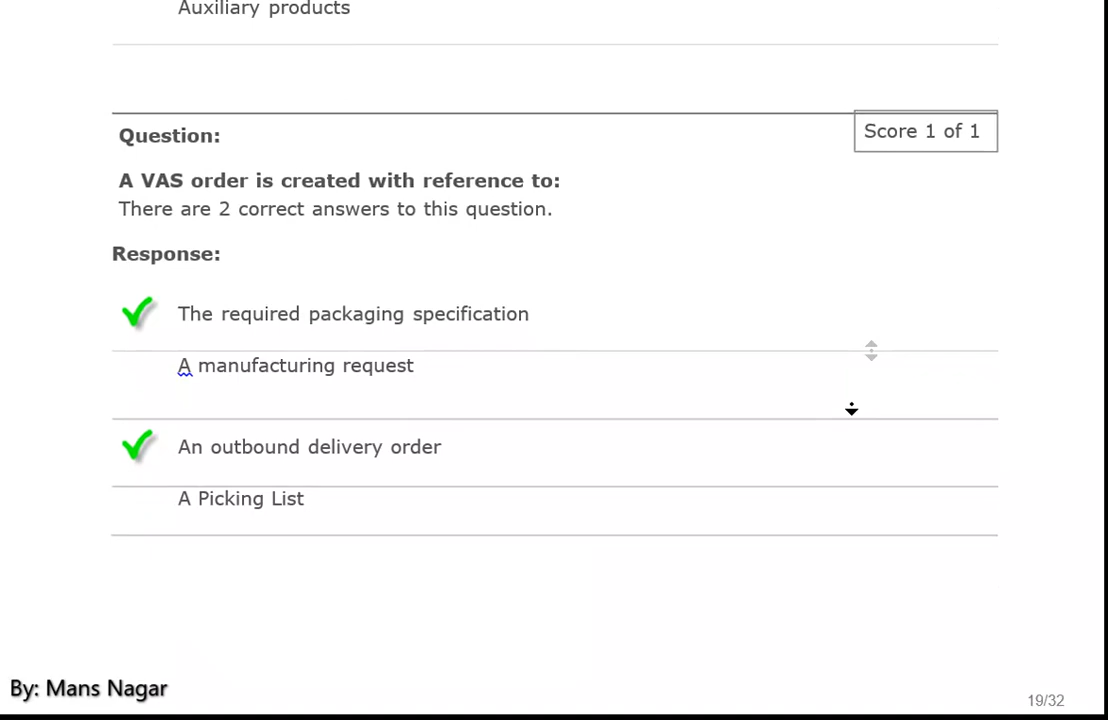 Auxiliary products
Question:
Score 1 of 1
A VAS order is created with reference to:
There are 2 correct answers to this question.
Response:
The required packaging specification
A manufacturing request
An outbound delivery order
A Picking List
By: Mans Nagar
19/32